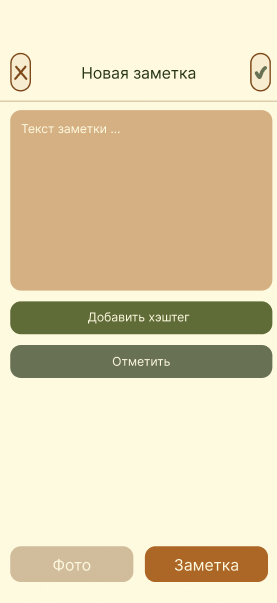 Новая заметка
Текст заметки ...
Добавить хэштег
Отметить
Фото
Заметка